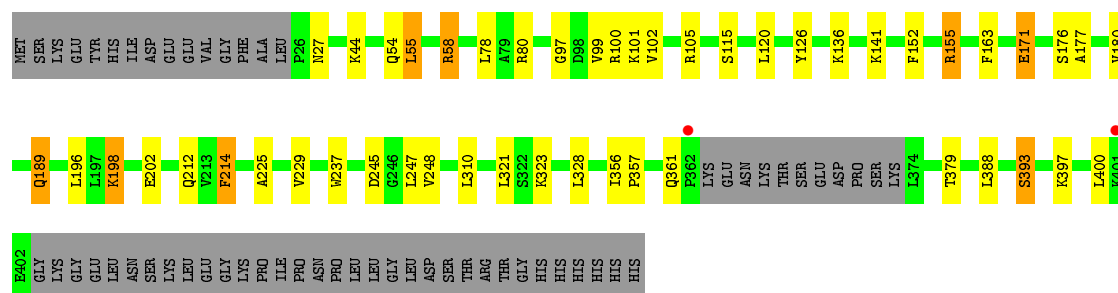 MET SER LYS GLU TYR HIS ILE ASP GLU GLU VAL GLY PHE ALA LEU P26 N27 K44 Q54 L55 R58 L78 A79 R80 G97 D98 V99 R100 K101 V102 R105 S115 L120 Y126 K136 K141 F152 R155 F163 E171 S176 A177 V180
Q189 L196 L197 K198 E202 Q212 V213 F214 A225 V229 W237 D245 G246 L247 V248 L310 L321 S322 K323 L328 I356 P357 Q361 P362 LYS GLU ASN LYS THR SER GLU ASP PRO SER LYS L374 T379 L388 S393 K397 L400 K401
E402 GLY LYS GLY GLU LEU ASN SER LYS LEU GLU GLY LYS PRO ILE PRO ASN PRO LEU LEU GLY LEU ASP SER THR ARG THR GLY HIS HIS HIS HIS HIS HIS